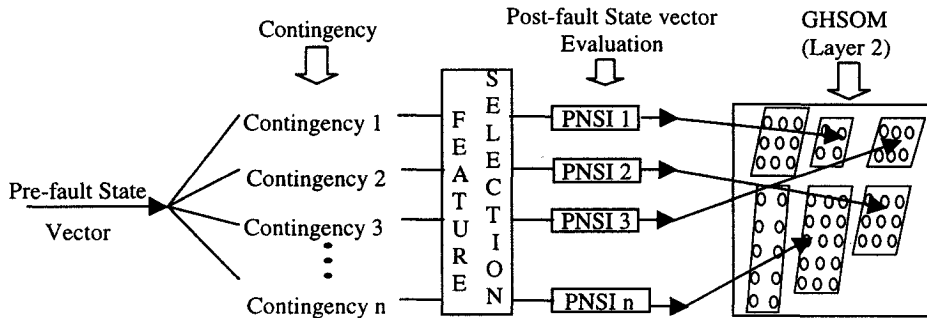 Contingency
Post-fault State vector
Evaluation
GHSOM
(Layer 2)
Pre-fault State
Vector
Contingency 1
Contingency 2
Contingency 3
Contingency n
FEATURE
SELECTION
PNSI 1
PNSI 2
PNSI 3
PNSI n